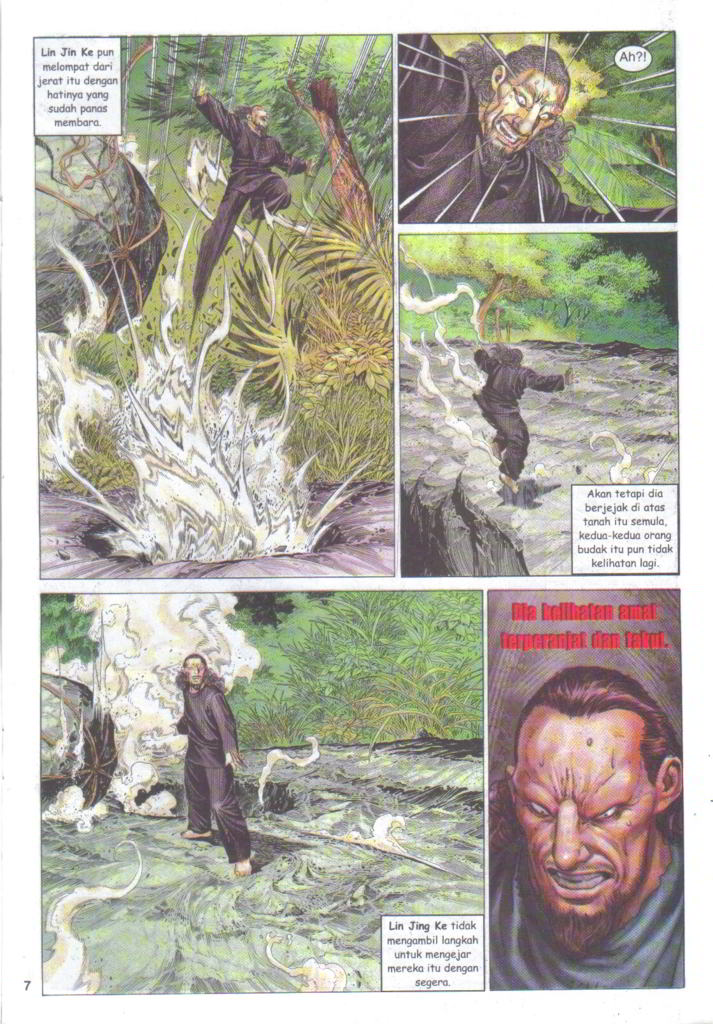 Lin Jin Ke pun
melompat dari
jerat itu dengan
hatinya yang
sudah panas
membara.
Ah?!
Akan tetapi dia
berjejak di atas
tanah itu semula,
kedua-kedua orang
budak itu pun tidak
kelihatan lagi.
Lin Jing Ke tidak
mengambil langkah
untuk mengejar
mereka itu dengan
segera.
Dia kelihatan amat
terperanjat dan takut.
7